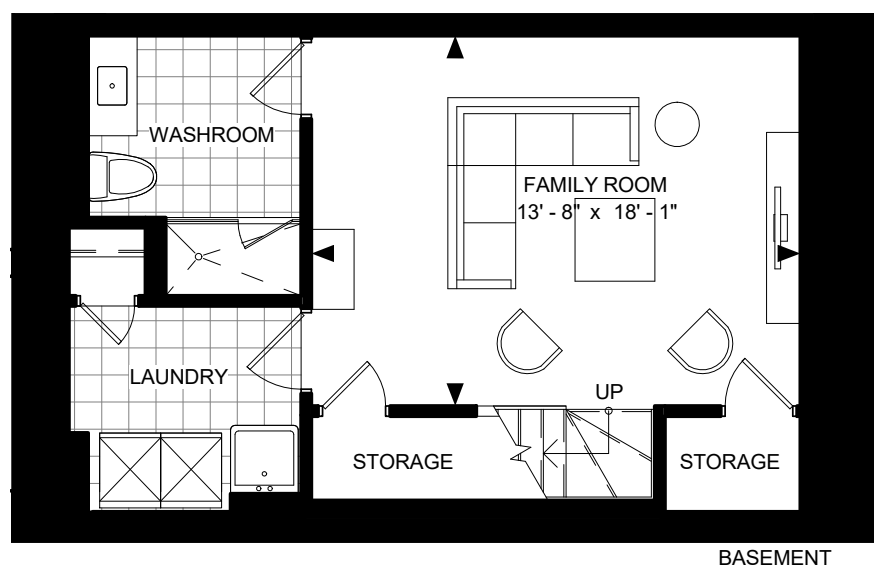 WASHROOM
FAMILY ROOM
13' - 8" x 18' - 1"
LAUNDRY
UP
STORAGE
STORAGE
BASEMENT